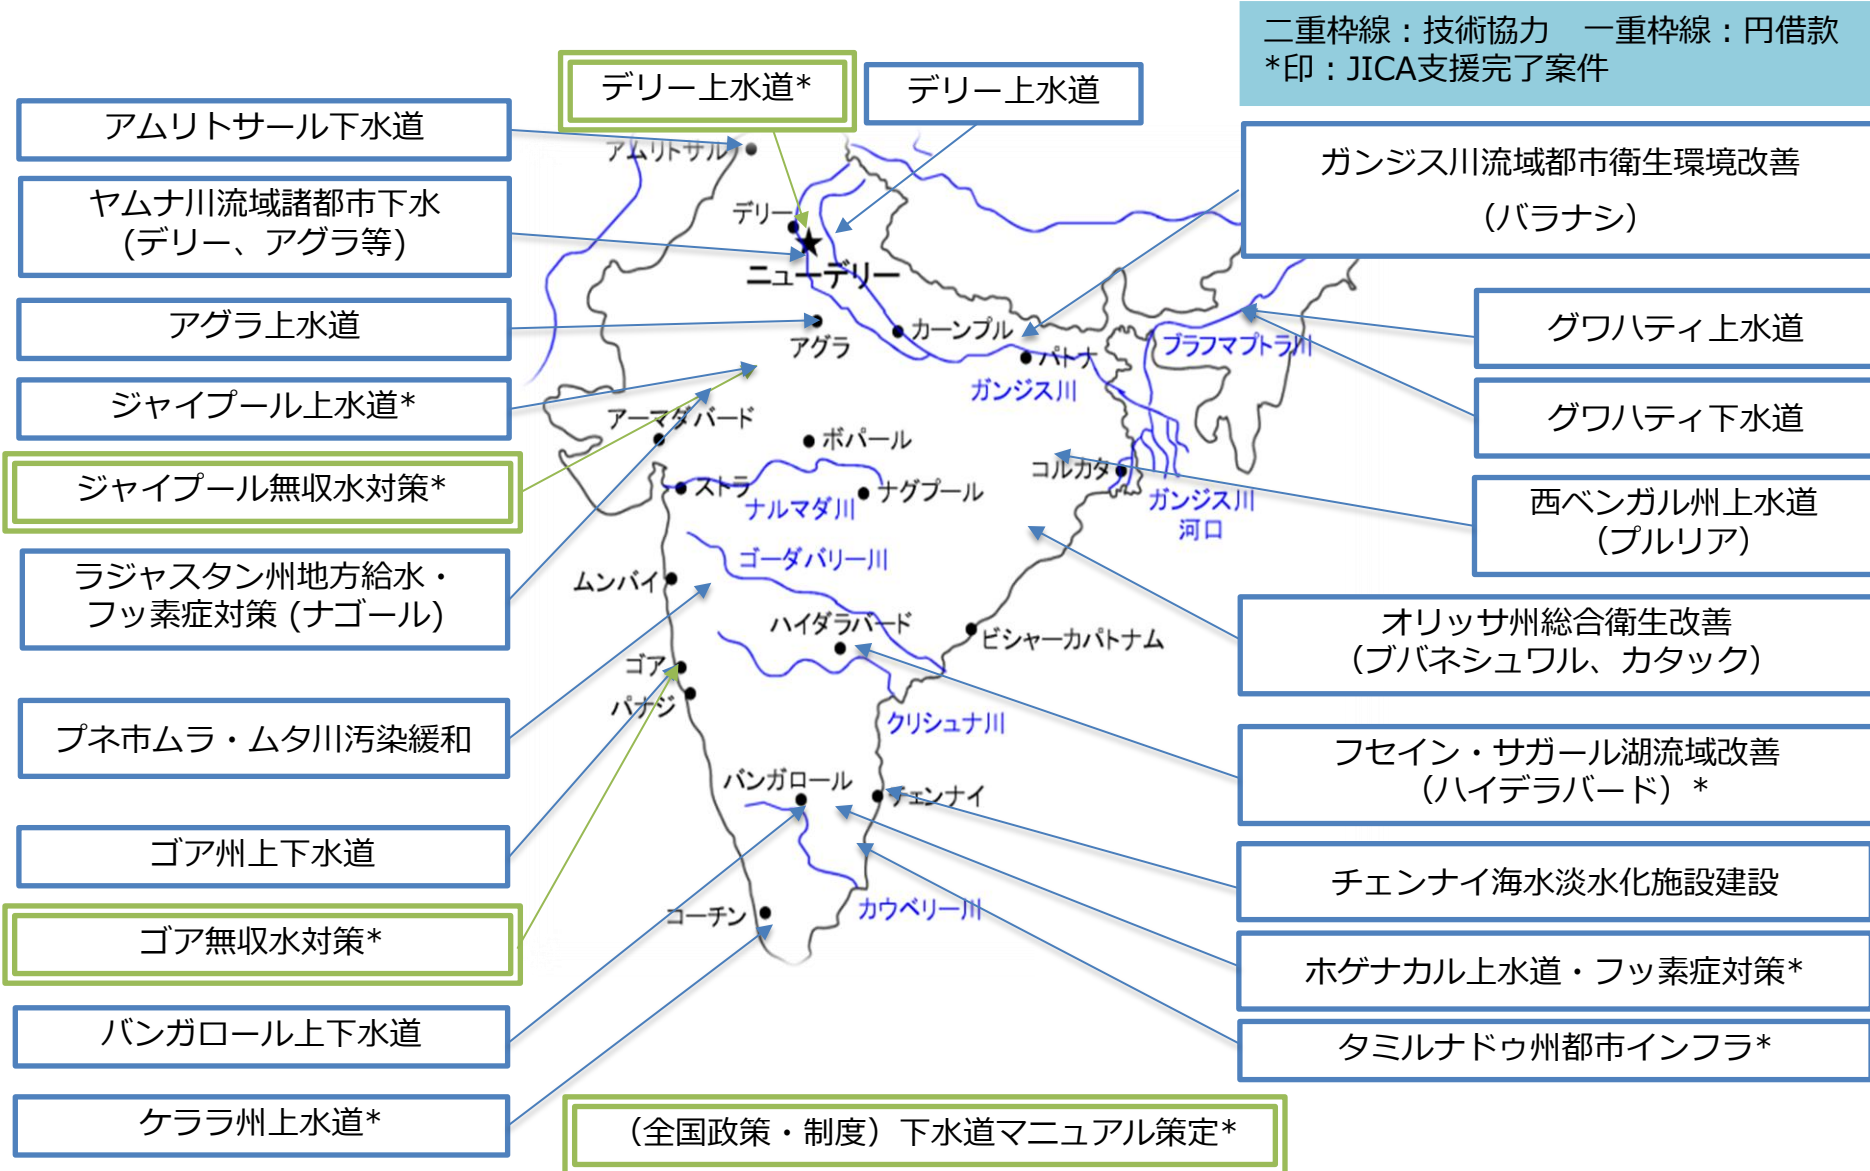 二重枠線：技術協力　一重枠線：円借款
*印：JICA支援完了案件
デリー上水道*
デリー上水道
アムリトサール下水道
ヤムナ川流域諸都市下水
(デリー、アグラ等)
アグラ上水道
ジャイプール上水道*
ジャイプール無収水対策*
ラジャスタン州地方給水・
フッ素症対策 (ナゴール)
プネ市ムラ・ムタ川汚染緩和
ゴア州上下水道
ゴア無収水対策*
バンガロール上下水道
ケララ州上水道*
アムリトサル
デリー
ニューデリー
アグラ
カーンプル
パトナ
ガンジス川
ブラフマプトラ川
アーマダバード
ボパール
コルカタ
ストラ
ナグプール
ナルマダ川
ガンジス川
河口
ゴーダバリー川
ムンバイ
ハイダラバード
ビシャーカパトナム
ゴア
パナジ
クリシュナ川
バンガロール
チェンナイ
コーチン
カウベリー川
ガンジス川流域都市衛生環境改善
（バラナシ）
グワハティ上水道
グワハティ下水道
西ベンガル州上水道
（プルリア）
オリッサ州総合衛生改善
（ブバネシュワル、カタック）
フセイン・サガール湖流域改善
（ハイデラバード）*
チェンナイ海水淡水化施設建設
ホゲナカル上水道・フッ素症対策*
タミルナドゥ州都市インフラ*
（全国政策・制度）下水道マニュアル策定*